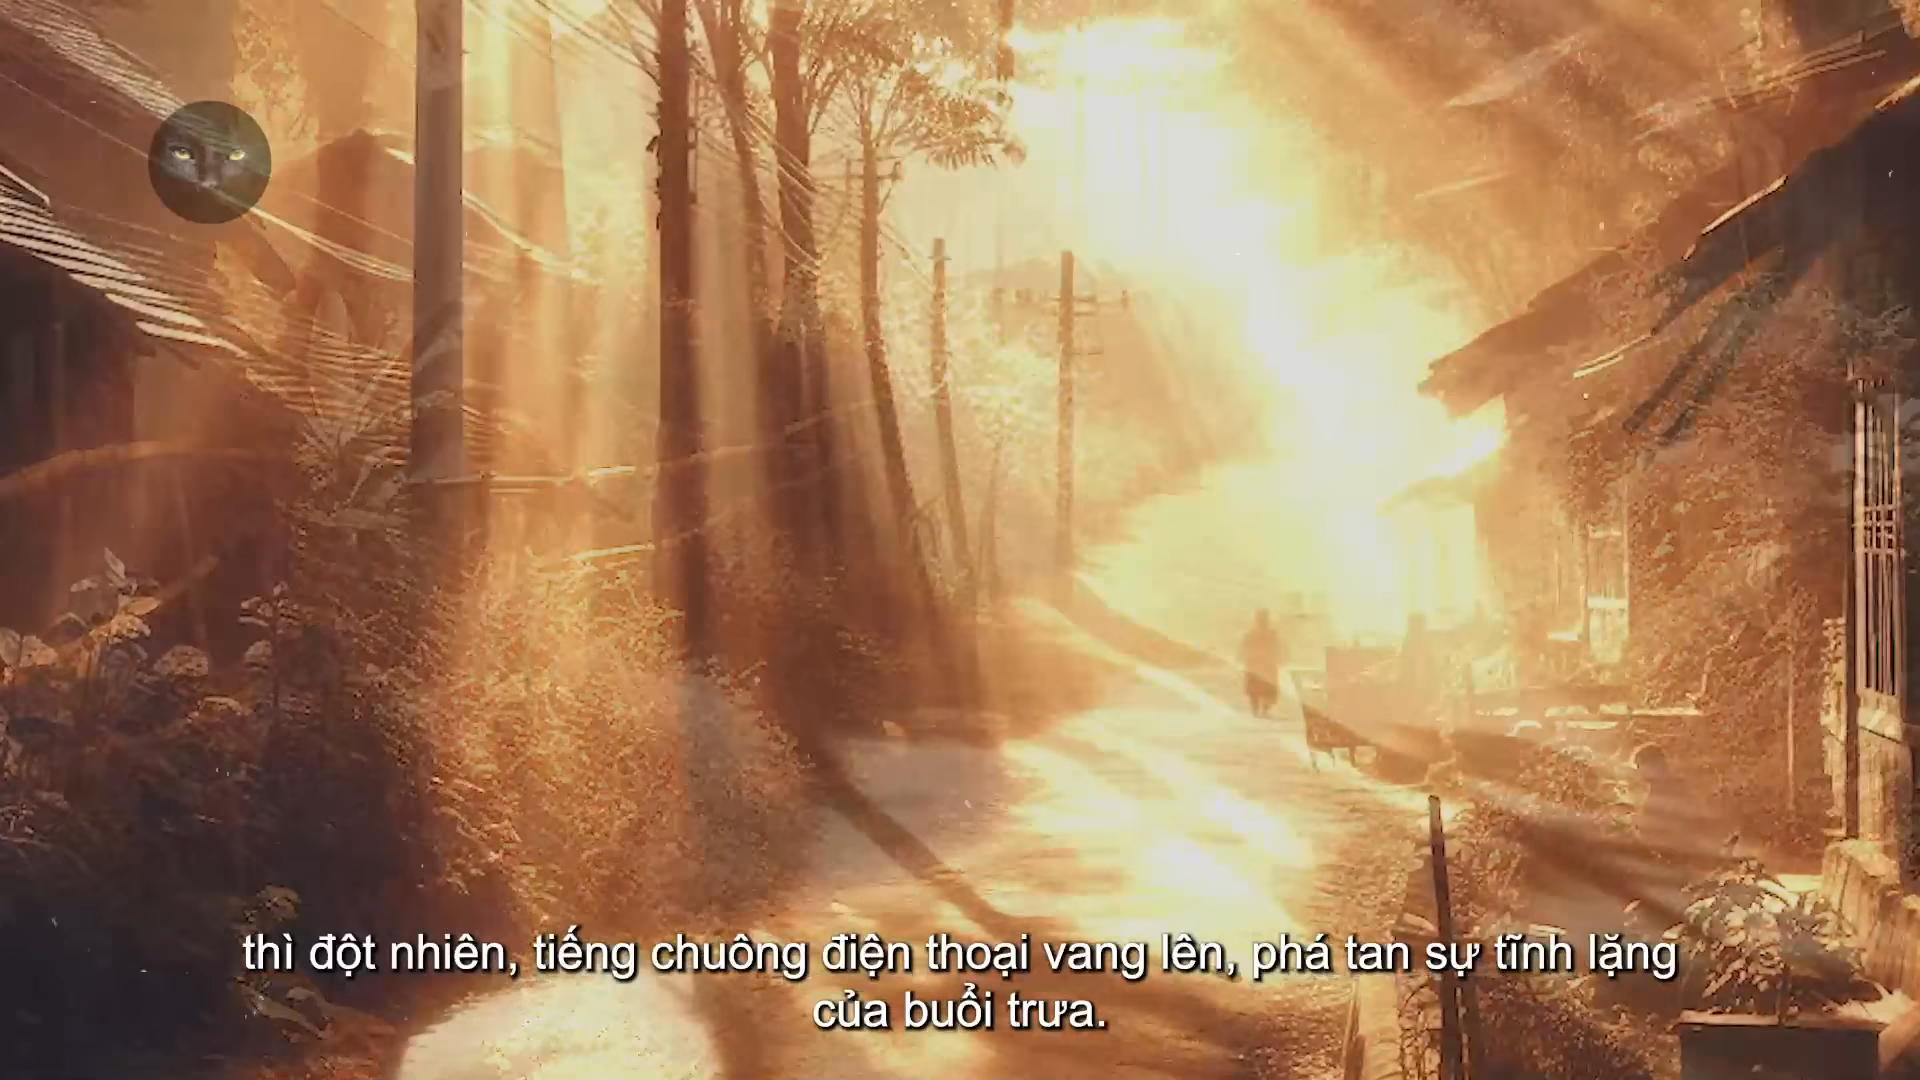 thì đột nhiên, tiếng chuông điện thoại vang lên, phá tan sự tĩnh lặng
của buổi trưa.